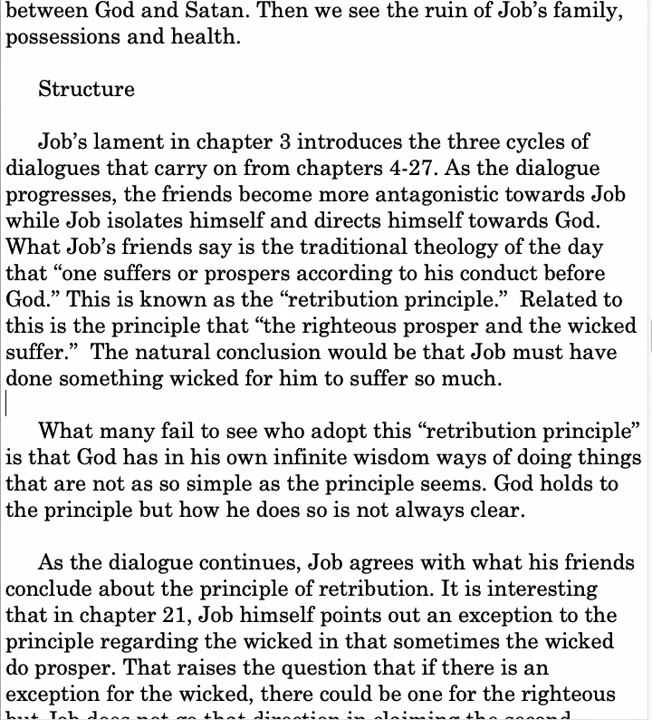 between God and Satan. Then we see the ruin of Job's family,
possessions and health.
Structure
Job's lament in chapter 3 introduces the three cycles of
dialogues that carry on from chapters 4-27. As the dialogue
progresses, the friends become more antagonistic towards Job
while Job isolates himself and directs himself towards God.
What Job's friends say is the traditional theology of the day
that “one suffers or prospers according to his conduct before
God.” This is known as the “retribution principle.”  Related to
this is the principle that “the righteous prosper and the wicked
suffer.”  The natural conclusion would be that Job must have
done something wicked for him to suffer so much.
What many fail to see who adopt this “retribution principle”
is that God has in his own infinite wisdom ways of doing things
that are not as so simple as the principle seems. God holds to
the principle but how he does so is not always clear.
As the dialogue continues, Job agrees with what his friends
conclude about the principle of retribution. It is interesting
that in chapter 21, Job himself points out an exception to the
principle regarding the wicked in that sometimes the wicked
do prosper. That raises the question that if there is an
exception for the wicked, there could be one for the righteous
but Job does not go that direction in claiming the second